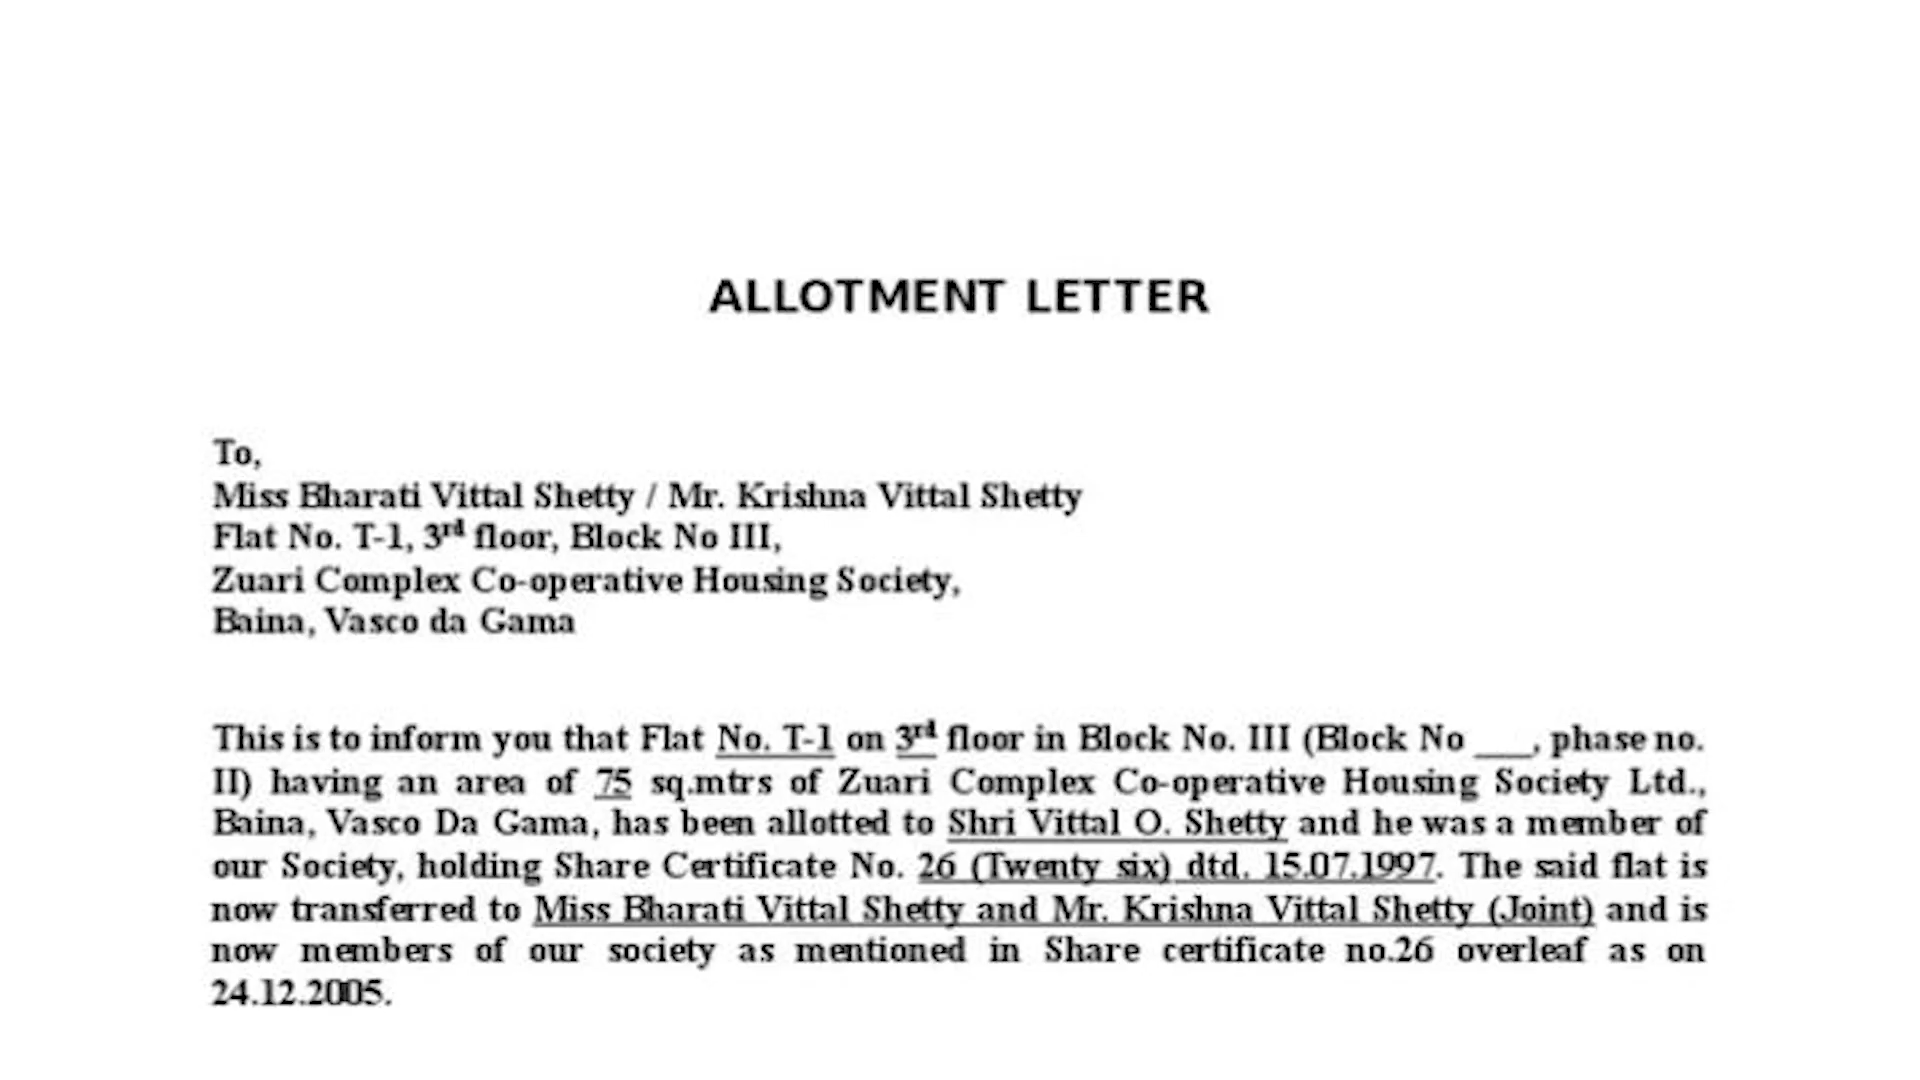 ALLOTMENT LETTER
To,
Miss Bharati Vittal Shetty / Mr. Krishna Vittal Shetty
Flat No. T-1, 3rd floor, Block No III,
Zuari Complex Co-operative Housing Society,
Baina, Vasco da Gama
This is to inform you that Flat No. T-1 on 3rd floor in Block No. III (Block No ___, phase no.
II) having an area of 75 sq.mtrs of Zuari Complex Co-operative Housing Society Ltd.,
Baina, Vasco Da Gama, has been allotted to Shri Vittal O. Shetty and he was a member of
our Society, holding Share Certificate No. 26 (Twenty six) dtd. 15.07.1997. The said flat is
now transferred to Miss Bharati Vittal Shetty and Mr. Krishna Vittal Shetty (Joint) and is
now members of our society as mentioned in Share certificate no.26 overleaf as on
24.12.2005.